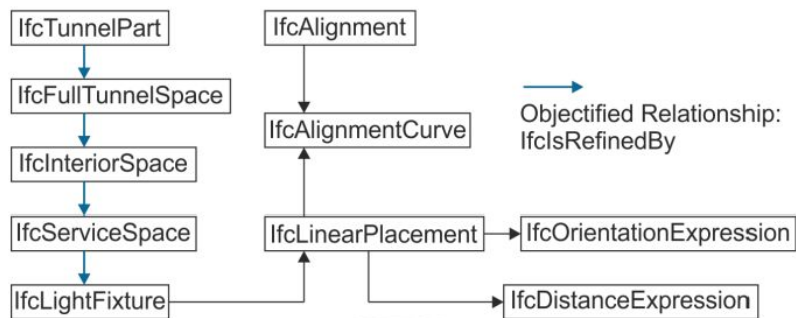 IfcTunnelPart
IfcAlignment
IfcFullTunnelSpace
Objectified Relationship:
IfcIsRefinedBy
IfcAlignmentCurve
IfcInteriorSpace
IfcServiceSpace
IfcLinearPlacement
IfcOrientationExpression
IfcLightFixture
IfcDistanceExpression